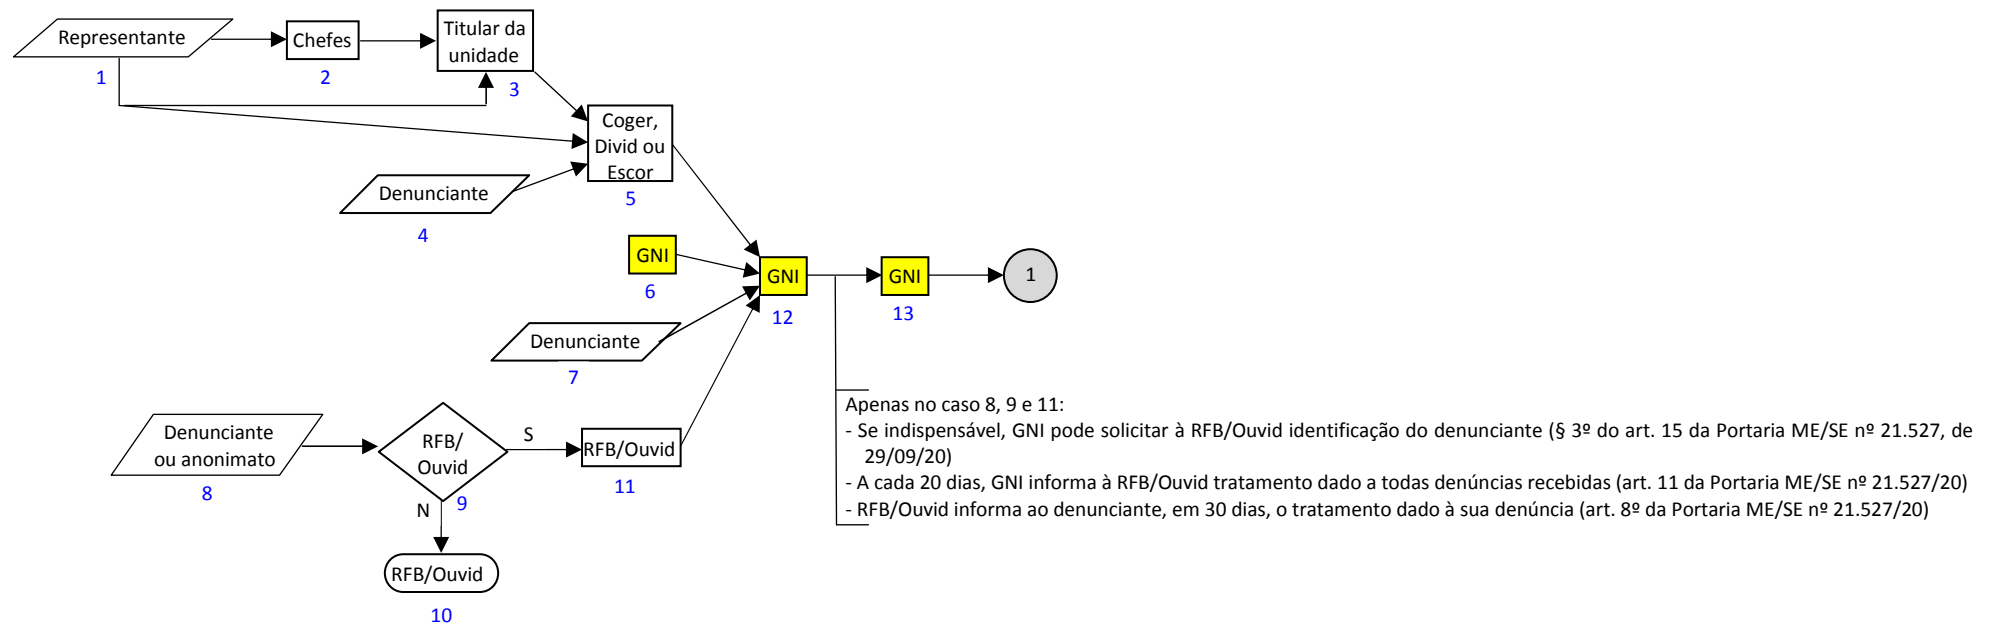 Representante
1
Chefes
2
Titular da
unidade
3
Coger,
Divid ou
Escor
5
Denunciante
4
GNI
6
GNI
12
GNI
13
1
Denunciante
7
Denunciante
ou anonimato
8
RFB/
Ouvid
9
S
N
RFB/Ouvid
11
RFB/Ouvid
10
Apenas no caso 8, 9 e 11:
- Se indispensável, GNI pode solicitar à RFB/Ouvid identificação do denunciante (§ 3º do art. 15 da Portaria ME/SE nº 21.527, de
29/09/20)
- A cada 20 dias, GNI informa à RFB/Ouvid tratamento dado a todas denúncias recebidas (art. 11 da Portaria ME/SE nº 21.527/20)
- RFB/Ouvid informa ao denunciante, em 30 dias, o tratamento dado à sua denúncia (art. 8º da Portaria ME/SE nº 21.527/20)